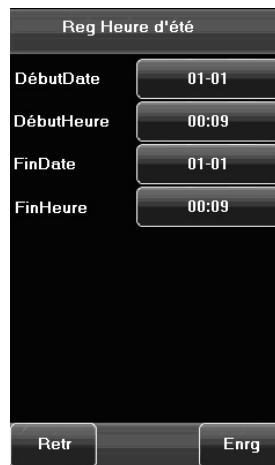 Reg Heure d'été
DébutDate 01-01
DébutHeure 00:09
FinDate 01-01
FinHeure 00:09
Retr Enrg